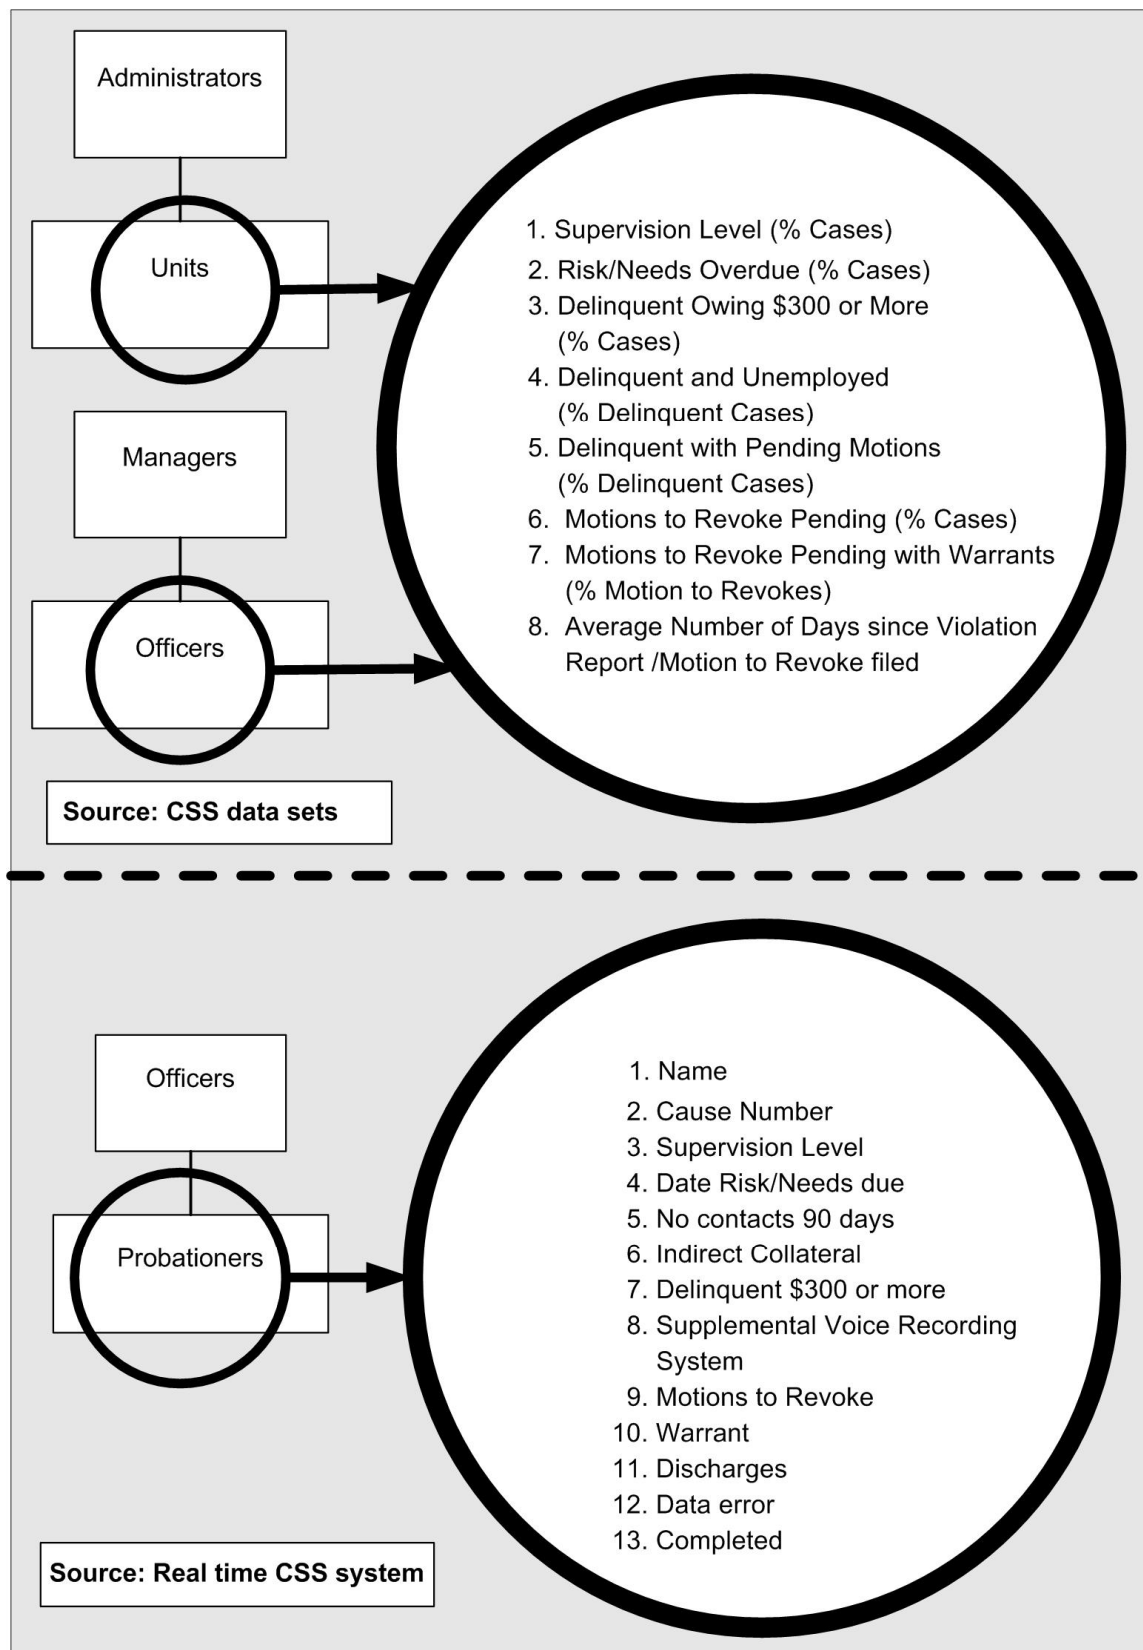 Administrators
Units
Managers
Officers
Source: CSS data sets
1. Supervision Level (% Cases)
2. Risk/Needs Overdue (% Cases)
3. Delinquent Owing $300 or More
(% Cases)
4. Delinquent and Unemployed
(% Delinquent Cases)
5. Delinquent with Pending Motions
(% Delinquent Cases)
6. Motions to Revoke Pending (% Cases)
7. Motions to Revoke Pending with Warrants
(% Motion to Revokes)
8. Average Number of Days since Violation
Report /Motion to Revoke filed
Officers
Probationers
Source: Real time CSS system
1. Name
2. Cause Number
3. Supervision Level
4. Date Risk/Needs due
5. No contacts 90 days
6. Indirect Collateral
7. Delinquent $300 or more
8. Supplemental Voice Recording
System
9. Motions to Revoke
10. Warrant
11. Discharges
12. Data error
13. Completed